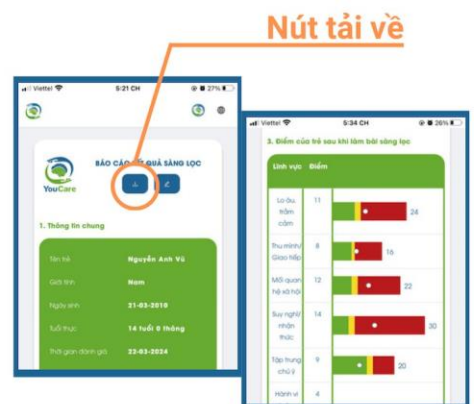 Nút tải về
Viettel 5:21 CH 27%
YouCare
BÁO CÁO KẾT QUẢ SÀNG LỌC
1. Thông tin chung
Tên trẻ Nguyễn Anh Vũ
Giới tính Nam
Ngày sinh 21-03-2010
Tuổi thực 14 tuổi 0 tháng
Thời gian đánh giá 23-03-2024
Viettel 5:34 CH 26%
3. Điểm của trẻ sau khi làm bài sàng lọc
Lĩnh vực Điểm
Lo âu,
trầm
cảm
11
24
Thu mình/
Giao tiếp
8
16
Mối quan
hệ xã hội
12
22
Suy nghĩ/
nhận
thức
14
30
Tập trung
chú ý
9
20
Hành vi 4